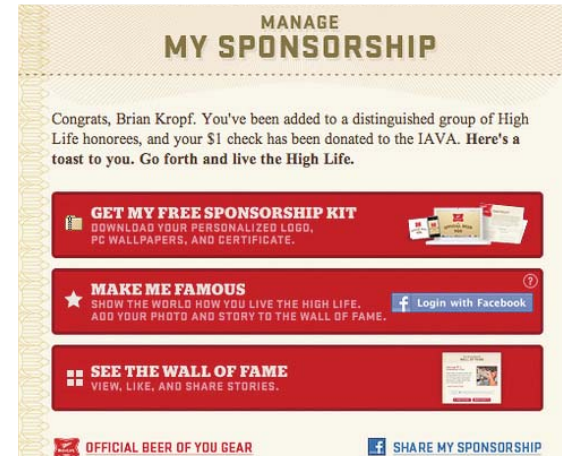 MANAGE
MY SPONSORSHIP
Congrats, Brian Kropf. You've been added to a distinguished group of High
Life honorees, and your $1 check has been donated to the IAVA. Here's a
toast to you. Go forth and live the High Life.
GET MY FREE SPONSORSHIP KIT
DOWNLOAD YOUR PERSONALIZED LOGO,
PC WALLPAPERS, AND CERTIFICATE.
?
MAKE ME FAMOUS
SHOW THE WORLD HOW YOU LIVE THE HIGH LIFE.
ADD YOUR PHOTO AND STORY TO THE WALL OF FAME.
f Login with Facebook
SEE THE WALL OF FAME
VIEW, LIKE, AND SHARE STORIES.
OFFICIAL BEER OF YOU GEAR
f SHARE MY SPONSORSHIP